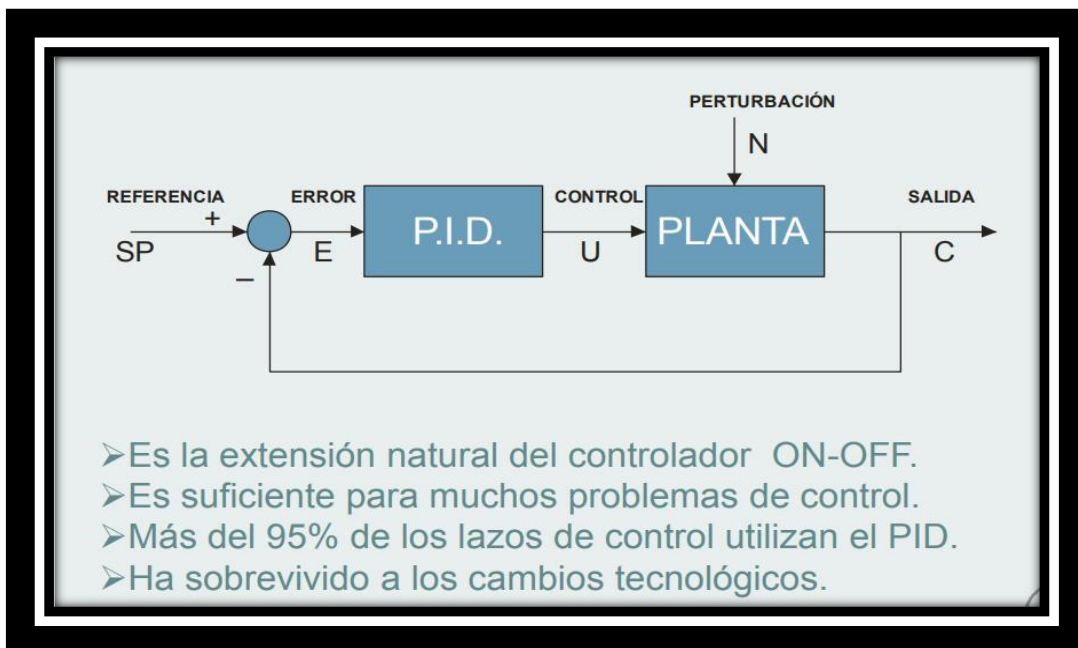 PERTURBACIÓN
N
REFERENCIA
+
ERROR
CONTROL
SALIDA
P.I.D.
PLANTA
SP
E
U
C
–
➢Es la extensión natural del controlador ON-OFF.
➢Es suficiente para muchos problemas de control.
➢Más del 95% de los lazos de control utilizan el PID.
➢Ha sobrevivido a los cambios tecnológicos.